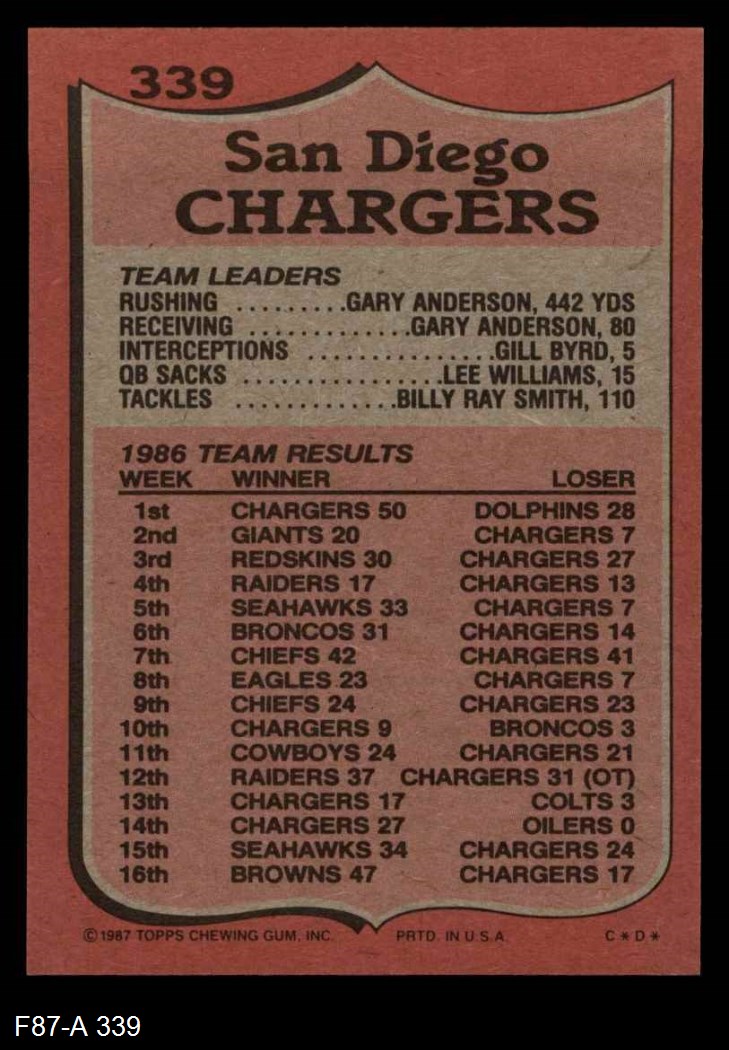 339
San Diego
CHARGERS
TEAM LEADERS
RUSHING .........GARY ANDERSON, 442 YDS
RECEIVING .............GARY ANDERSON, 80
INTERCEPTIONS ...............GILL BYRD, 5
QB SACKS ................LEE WILLIAMS, 15
TACKLES .............BILLY RAY SMITH, 110
1986 TEAM RESULTS
WEEK WINNER LOSER
1st CHARGERS 50 DOLPHINS 28
2nd GIANTS 20 CHARGERS 7
3rd REDSKINS 30 CHARGERS 27
4th RAIDERS 17 CHARGERS 13
5th SEAHAWKS 33 CHARGERS 7
6th BRONCOS 31 CHARGERS 14
7th CHIEFS 42 CHARGERS 41
8th EAGLES 23 CHARGERS 7
9th CHIEFS 24 CHARGERS 23
10th CHARGERS 9 BRONCOS 3
11th COWBOYS 24 CHARGERS 21
12th RAIDERS 37 CHARGERS 31 (OT)
13th CHARGERS 17 COLTS 3
14th CHARGERS 27 OILERS 0
15th SEAHAWKS 34 CHARGERS 24
16th BROWNS 47 CHARGERS 17
©1987 TOPPS CHEWING GUM, INC. PRTD. IN U.S.A. C * D *
F87-A 339